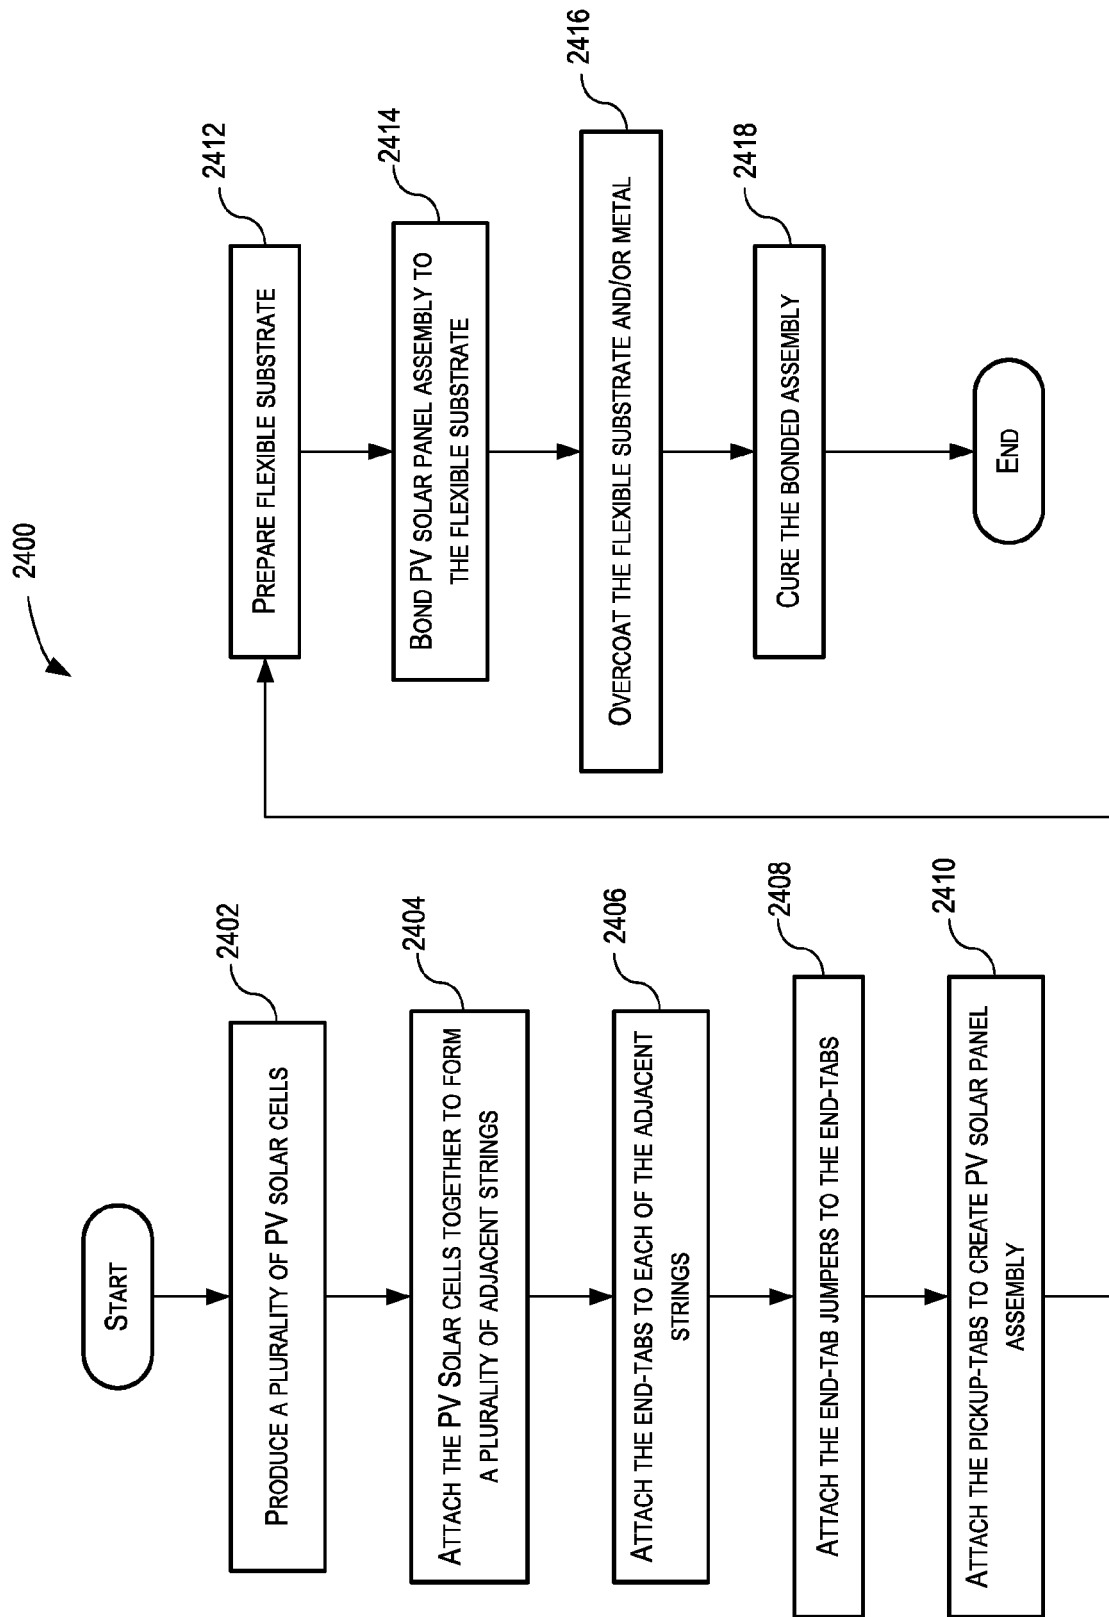 2400
START
PRODUCE A PLURALITY OF PV SOLAR CELLS
2402
ATTACH THE PV SOLAR CELLS TOGETHER TO FORM
A PLURALITY OF ADJACENT STRINGS
2404
ATTACH THE END-TABS TO EACH OF THE ADJACENT
STRINGS
2406
ATTACH THE END-TAB JUMPERS TO THE END-TABS
2408
ATTACH THE PICKUP-TABS TO CREATE PV SOLAR PANEL
ASSEMBLY
2410
PREPARE FLEXIBLE SUBSTRATE
2412
BOND PV SOLAR PANEL ASSEMBLY TO
THE FLEXIBLE SUBSTRATE
2414
OVERCOAT THE FLEXIBLE SUBSTRATE AND/OR METAL
2416
CURE THE BONDED ASSEMBLY
2418
END